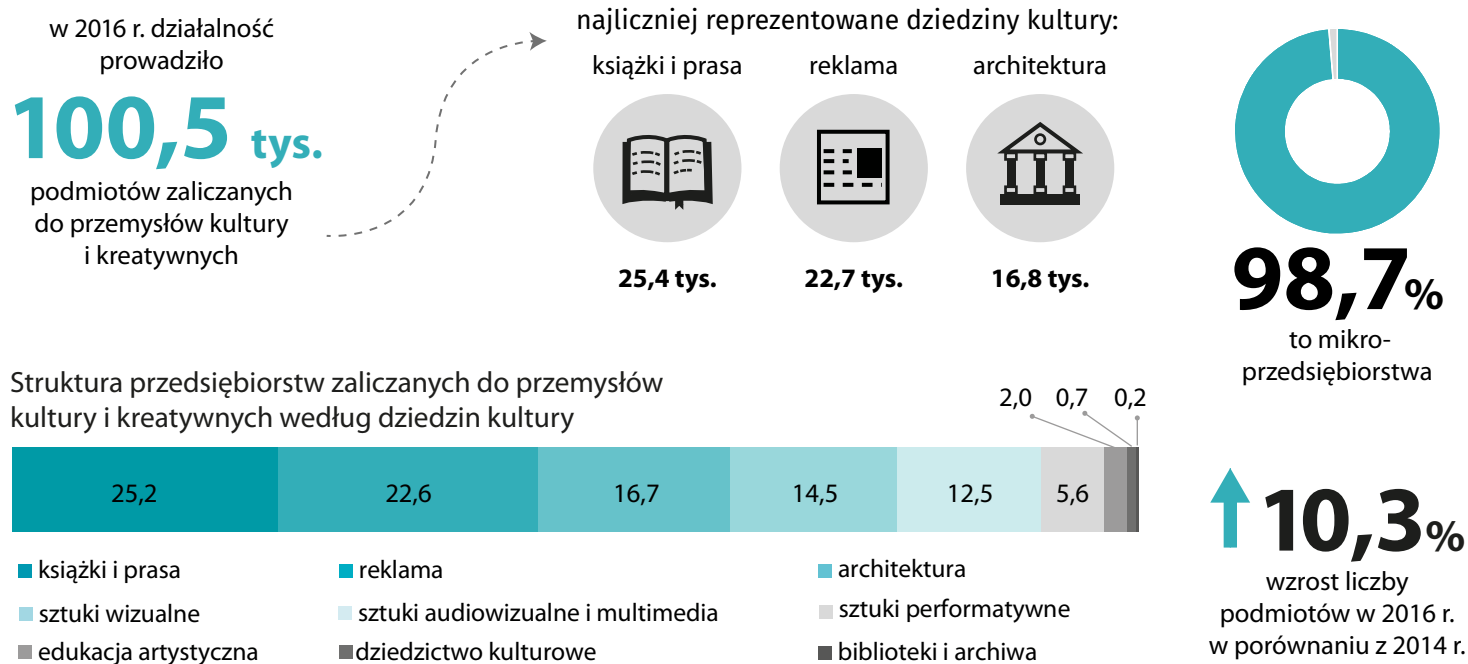 w 2016 r. działalność
prowadziło
100,5 tys.
podmiotów zaliczanych
do przemysłów kultury
i kreatywnych
najliczniej reprezentowane dziedziny kultury:
książki i prasa
reklama
architektura
25,4 tys.
22,7 tys.
16,8 tys.
98,7%
to mikro-
przedsiębiorstwa
Struktura przedsiębiorstw zaliczanych do przemysłów
kultury i kreatywnych według dziedzin kultury
2,0 0,7 0,2
25,2 22,6 16,7 14,5 12,5 5,6
książki i prasa
reklama
architektura
sztuki wizualne
sztuki audiowizualne i multimedia
sztuki performatywne
edukacja artystyczna
dziedzictwo kulturowe
biblioteki i archiwa
10,3%
wzrost liczby
podmiotów w 2016 r.
w porównaniu z 2014 r.